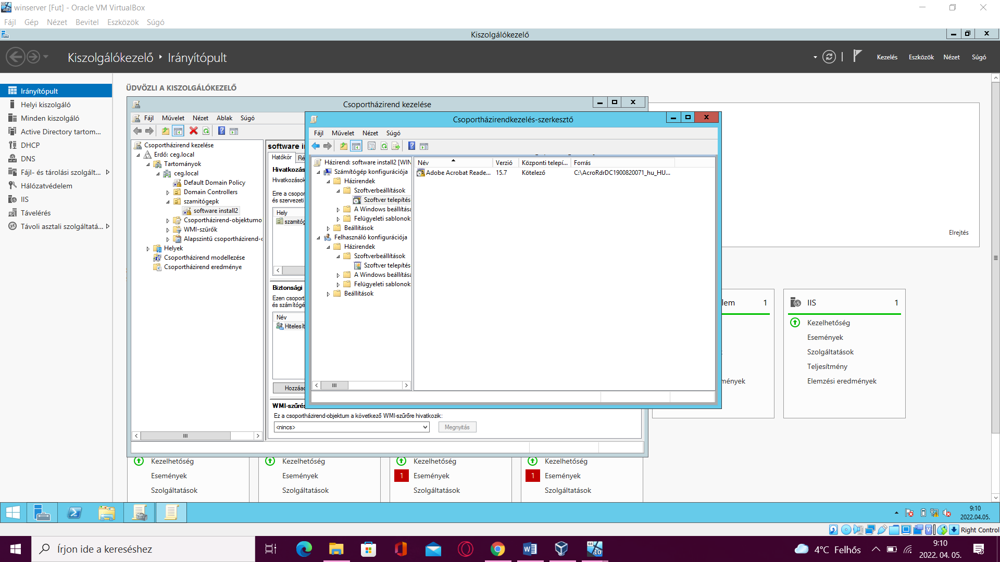 winserver [Fut] - Oracle VM VirtualBox
Fájl Gép Nézet Bevitel Eszközök Súgó
Kiszolgálókezelő
Kiszolgálókezelő Irányítópult
Kezelés Eszközök Nézet Súgó
Irányítópult
Helyi kiszolgáló
Minden kiszolgáló
Active Directory tartom...
DHCP
DNS
Fájl- és tárolási szolgált...
Hálózatvédelem
IIS
Távelérés
Távoli asztali szolgáltatá...
ÜDVÖZLI A KISZOLGÁLÓKEZELŐ
Csoportházirend kezelése
Fájl Művelet Nézet Ablak Súgó
Csoportházirend kezelése
Erdő: ceg.local
Tartományok
ceg.local
Default Domain Policy
Domain Controllers
szamitógepk
software install2
Csoportházirend-objektumo
WMI-szűrők
Alapszintű csoportházirend-
Helyek
Csoportházirend modellezése
Csoportházirend eredménye
software i
Hatókör Ré
Hivatkozás
Hivatkozások
Erre a csopor
és szervezeti
Hely
szamitóg
Biztonsági
Ezen csoport
és számítógé
Név
Hitelesít
Hozzáad
WMI-szűrés
Ez a csoportházirend-objektum a következő WMI-szűrőre hivatkozik:
<nincs>
Megnyitás
Csoportházirendkezelés-szerkesztő
Fájl Művelet Nézet Súgó
Házirend: software install2 [WIN
Számítógép konfigurációja
Házirendek
Szoftverbeállítások
Szoftver telepítés
A Windows beállítása
Felügyeleti sablonok
Beállítások
Felhasználó konfigurációja
Házirendek
Szoftverbeállítások
Szoftver telepítés
A Windows beállítása
Felügyeleti sablonok
Beállítások
Név Verzió Központi telepí... Forrás
Adobe Acrobat Reade... 15.7 Kötelező C:\AcroRdrDC1900820071_hu_HU...
Elrejtés
lem 1
mények
IIS 1
Kezelhetőség
Események
Szolgáltatások
Teljesítmény
Elemzési eredmények
Kezelhetőség Kezelhetőség Kezelhetőség Kezelhetőség
Események Események 1 Események 1 Események
Szolgáltatások Szolgáltatások Szolgáltatások Szolgáltatások
9:10
2022.04.05.
Right Control
Írjon ide a kereséshez
4°C Felhős
9:10
2022. 04. 05.